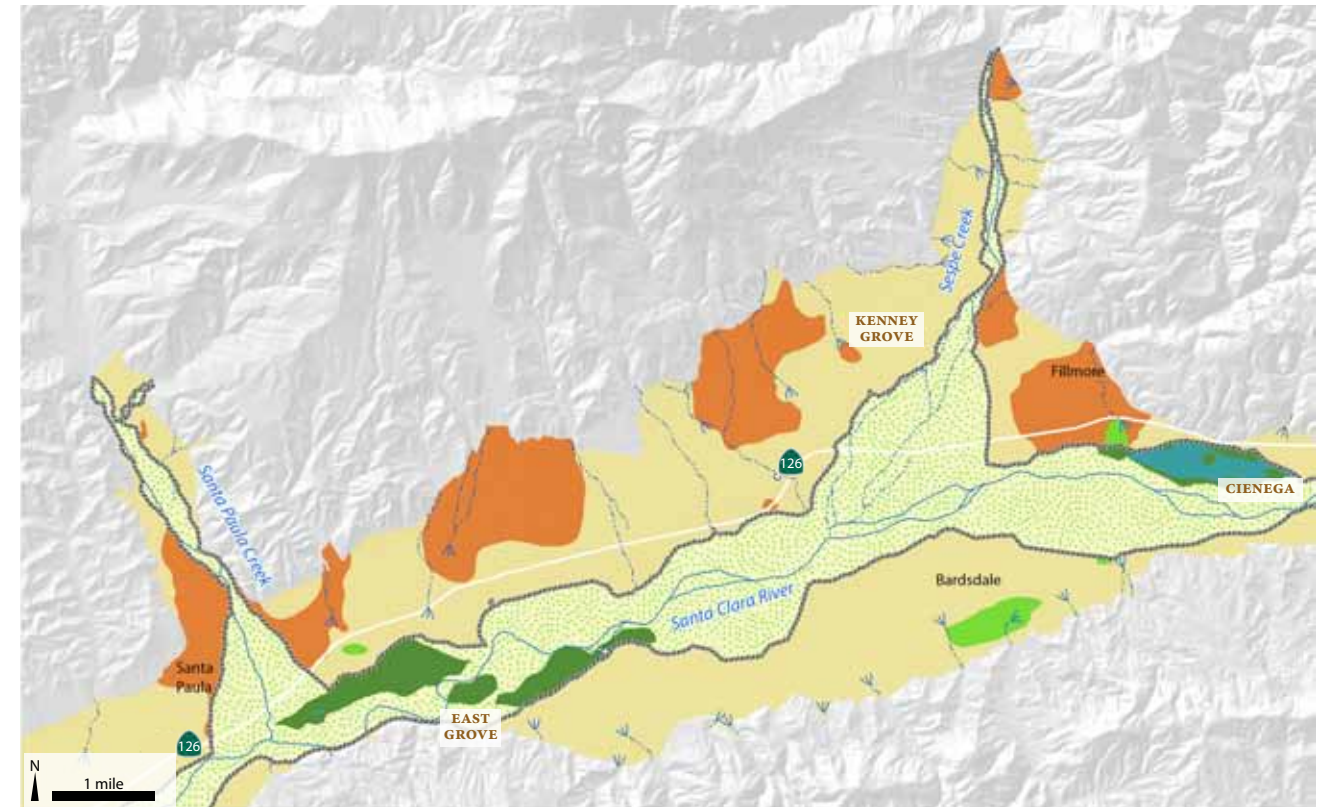 Sespe Creek
KENNEY
GROVE
Fillmore
126
CIENEGA
Santa Paula Creek
Bardsdale
Santa Clara River
Santa
Paula
EAST
GROVE
126
N
1 mile